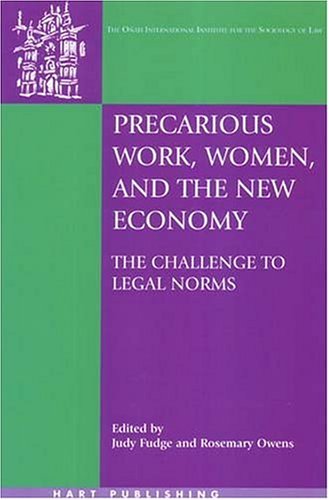 THE OÑATI INTERNATIONAL INSTITUTE FOR THE SOCIOLOGY OF LAW
PRECARIOUS
WORK, WOMEN,
AND THE NEW
ECONOMY
THE CHALLENGE TO
LEGAL NORMS
Edited by
Judy Fudge and Rosemary Owens
HART PUBLISHING